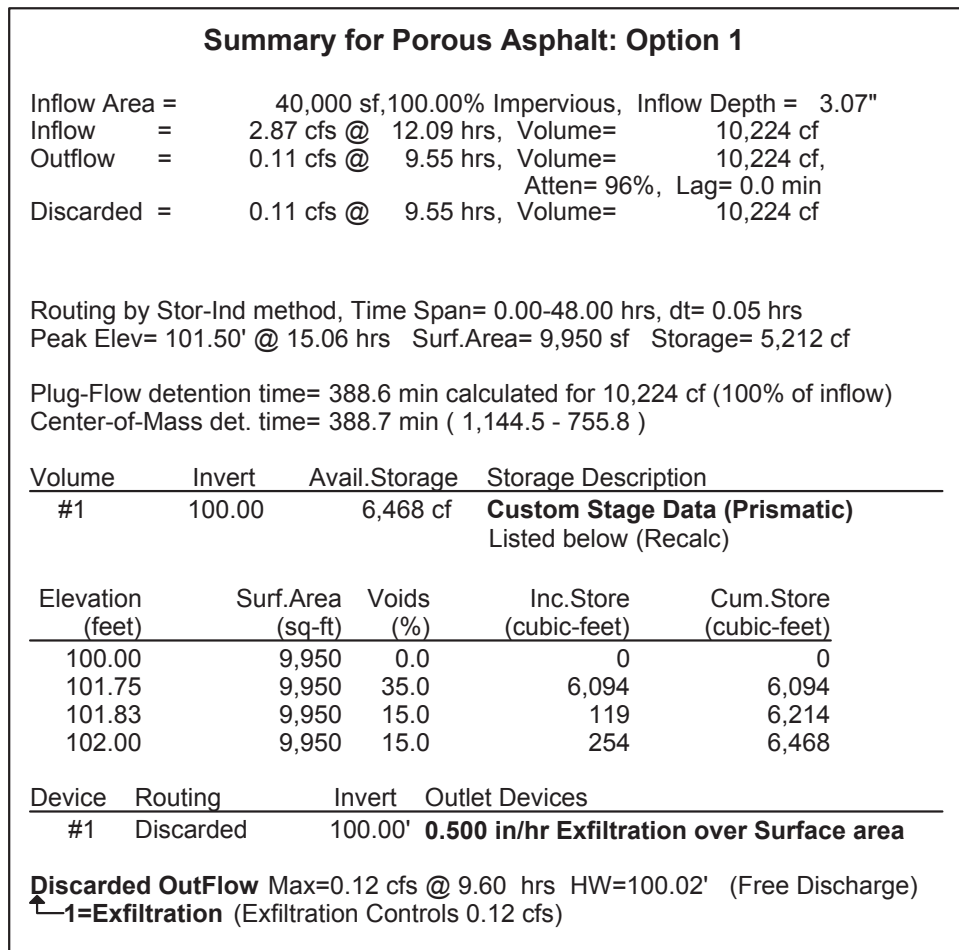 Summary for Porous Asphalt: Option 1
Inflow Area = 40,000 sf,100.00% Impervious, Inflow Depth = 3.07"
Inflow = 2.87 cfs @ 12.09 hrs, Volume= 10,224 cf
Outflow = 0.11 cfs @ 9.55 hrs, Volume= 10,224 cf,
Atten= 96%, Lag= 0.0 min
Discarded = 0.11 cfs @ 9.55 hrs, Volume= 10,224 cf
Routing by Stor-Ind method, Time Span= 0.00-48.00 hrs, dt= 0.05 hrs
Peak Elev= 101.50' @ 15.06 hrs Surf.Area= 9,950 sf Storage= 5,212 cf
Plug-Flow detention time= 388.6 min calculated for 10,224 cf (100% of inflow)
Center-of-Mass det. time= 388.7 min ( 1,144.5 - 755.8 )
Volume Invert Avail.Storage Storage Description
#1 100.00 6,468 cf Custom Stage Data (Prismatic)
Listed below (Recalc)
Elevation Surf.Area Voids Inc.Store Cum.Store
(feet) (sq-ft) (%) (cubic-feet) (cubic-feet)
100.00 9,950 0.0 0 0
101.75 9,950 35.0 6,094 6,094
101.83 9,950 15.0 119 6,214
102.00 9,950 15.0 254 6,468
Device Routing Invert Outlet Devices
#1 Discarded 100.00' 0.500 in/hr Exfiltration over Surface area
Discarded OutFlow Max=0.12 cfs @ 9.60 hrs HW=100.02' (Free Discharge)
1=Exfiltration (Exfiltration Controls 0.12 cfs)